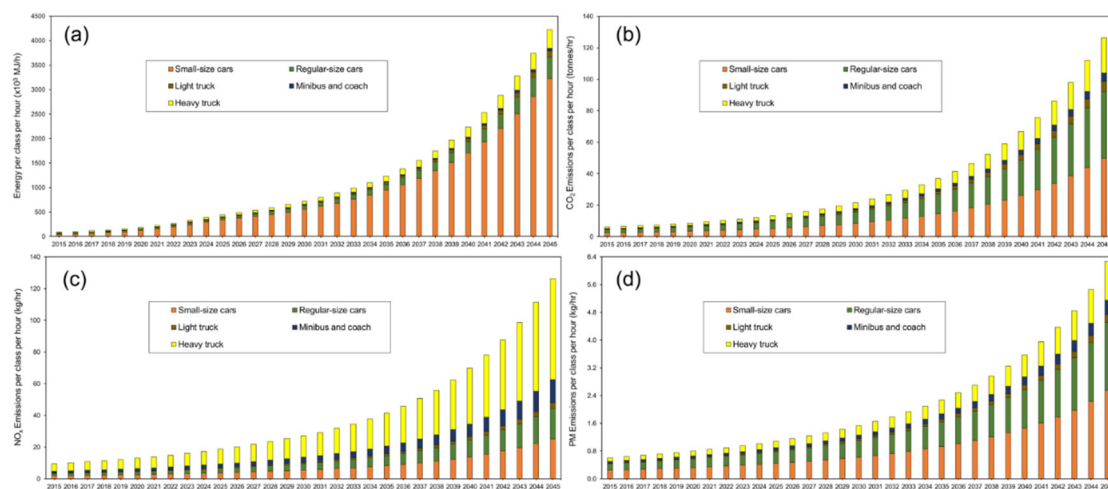 (a)
Energy per class per hour (x10³ MJ/h)
4500
4000
3500
3000
2500
2000
1500
1000
500
0
Small-size cars Regular-size cars
Light truck Minibus and coach
Heavy truck
2015 2016 2017 2018 2019 2020 2021 2022 2023 2024 2025 2026 2027 2028 2029 2030 2031 2032 2033 2034 2035 2036 2037 2038 2039 2040 2041 2042 2043 2044 2045
(b)
CO₂ Emissions per class per hour (tonnes/hr)
140
120
100
80
60
40
20
0
Small-size cars Regular-size cars
Light truck Minibus and coach
Heavy truck
2015 2016 2017 2018 2019 2020 2021 2022 2023 2024 2025 2026 2027 2028 2029 2030 2031 2032 2033 2034 2035 2036 2037 2038 2039 2040 2041 2042 2043 2044 204
(c)
NOₓ Emissions per class per hour (kg/hr)
140
120
100
80
60
40
20
0
Small-size cars Regular-size cars
Light truck Minibus and coach
Heavy truck
2015 2016 2017 2018 2019 2020 2021 2022 2023 2024 2025 2026 2027 2028 2029 2030 2031 2032 2033 2034 2035 2036 2037 2038 2039 2040 2041 2042 2043 2044 2045
(d)
PM Emissions per class per hour (kg/hr)
6.4
5.6
4.8
4.0
3.2
2.4
1.6
0.8
0.0
Small-size cars Regular-size cars
Light truck Minibus and coach
Heavy truck
2015 2016 2017 2018 2019 2020 2021 2022 2023 2024 2025 2026 2027 2028 2029 2030 2031 2032 2033 2034 2035 2036 2037 2038 2039 2040 2041 2042 2043 2044 204